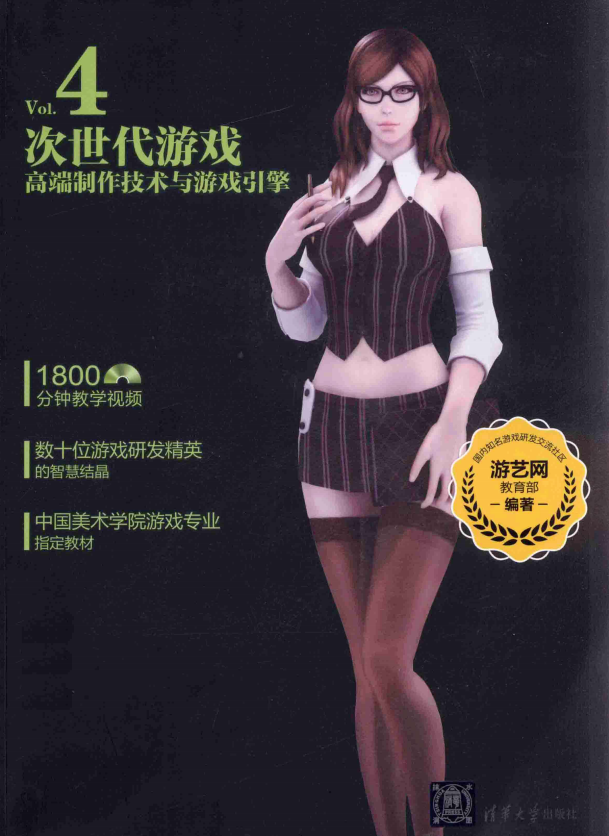 Vol. 4
次世代游戏
高端制作技术与游戏引擎
1800
分钟教学视频
数十位游戏研发精英
的智慧结晶
中国美术学院游戏专业
指定教材
国内知名游戏研发交流社区
游艺网
教育部
编著
清华大学出版社